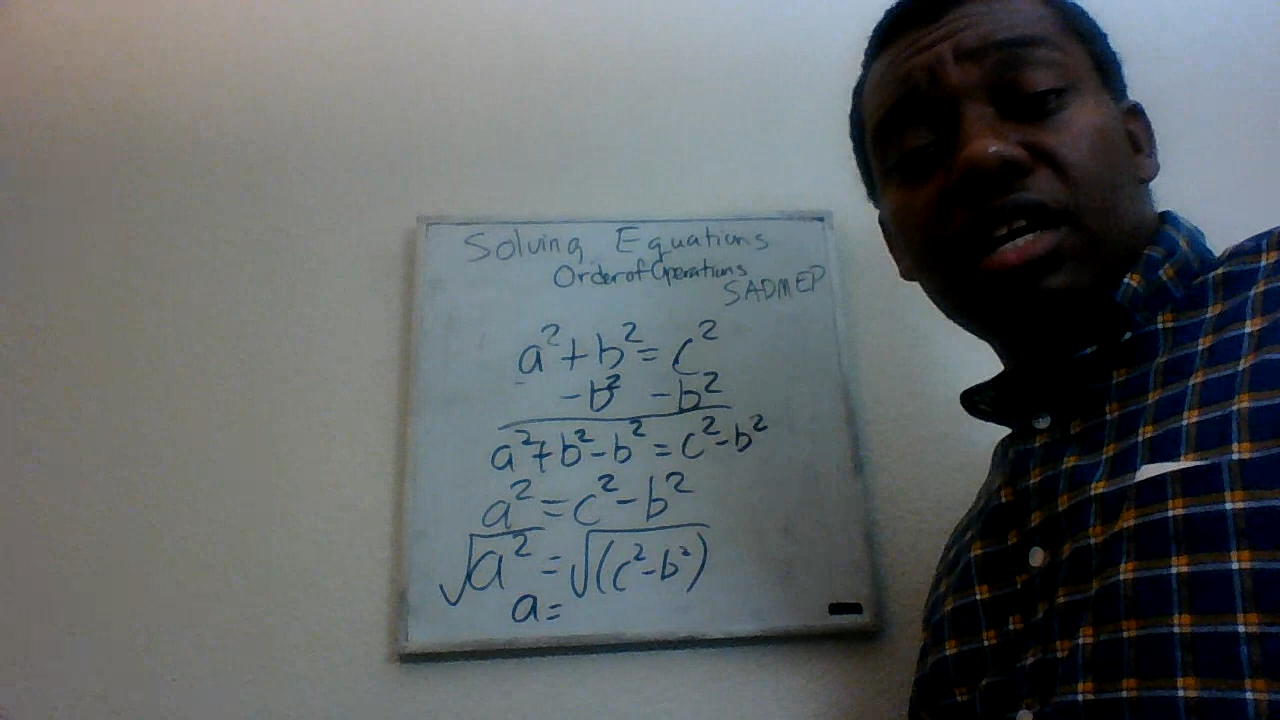 Solving Equations
Order of Operations
SADMEP
a² + b² = c²
- b² - b²
a² + b² - b² = c² - b²
a² = c² - b²
√a² = √(c² - b²)
a =